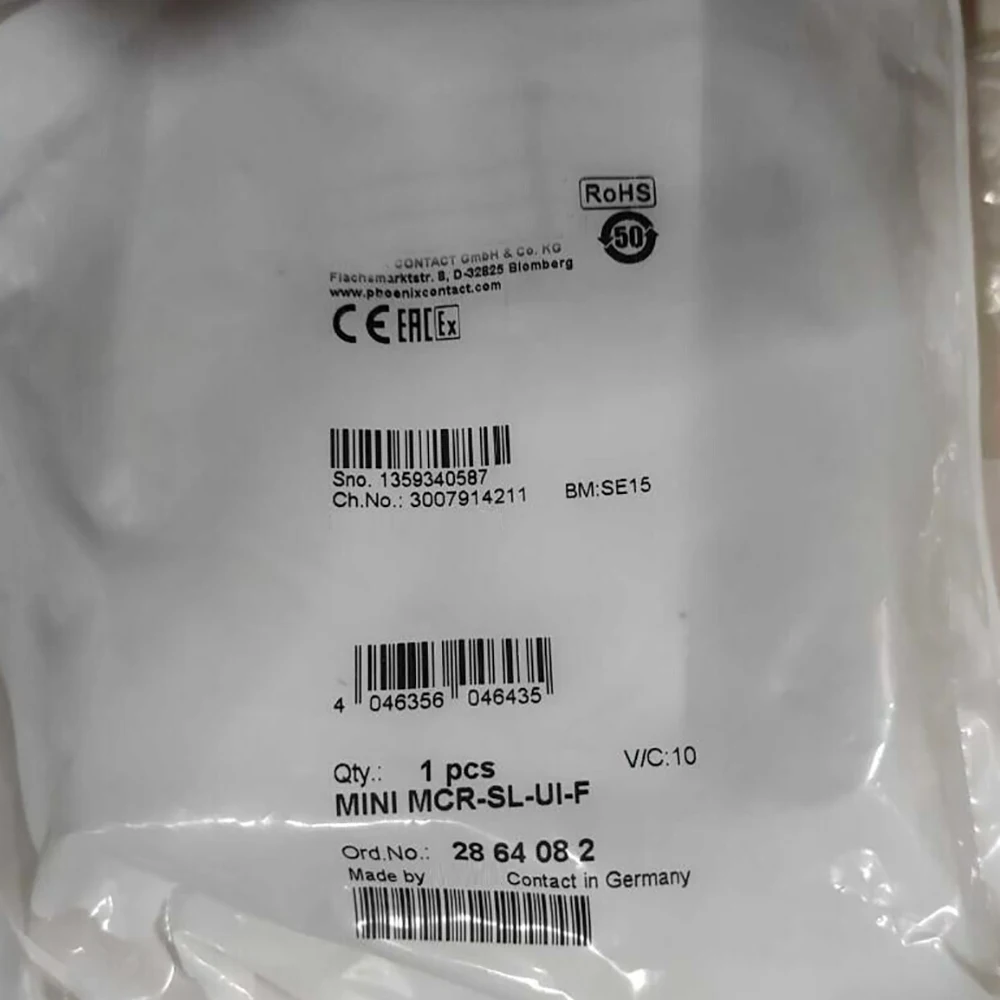 RoHS
50
CONTACT GmbH & Co. KG
Flachsmarktstr. 8, D-32825 Blomberg
www.phoenixcontact.com
CE EAC Ex
Sno. 1359340587
Ch.No.: 3007914211 BM:SE15
4 046356 046435
Qty.: 1 pcs V/C:10
MINI MCR-SL-UI-F
Ord.No.: 28 64 08 2
Made by Contact in Germany